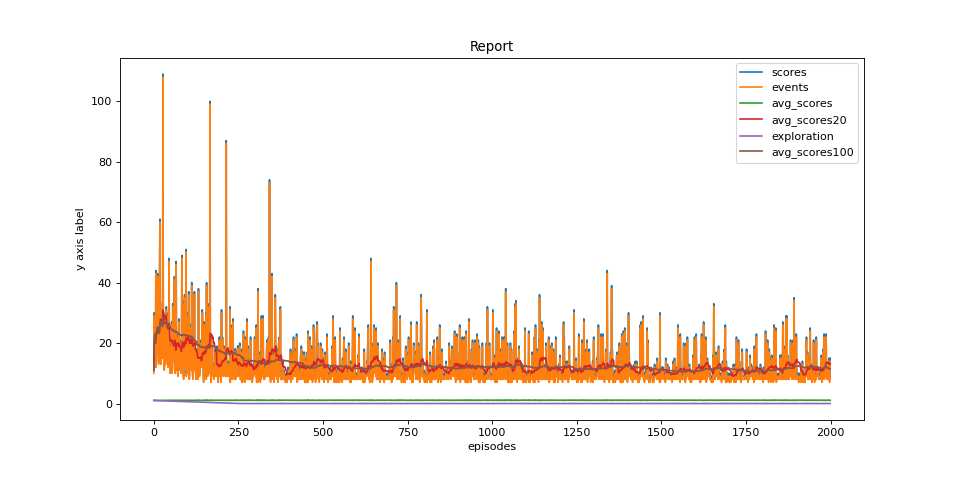 Report
scores
events
avg_scores
avg_scores20
exploration
avg_scores100
y axis label
100
80
60
40
20
0
0 250 500 750 1000 1250 1500 1750 2000
episodes